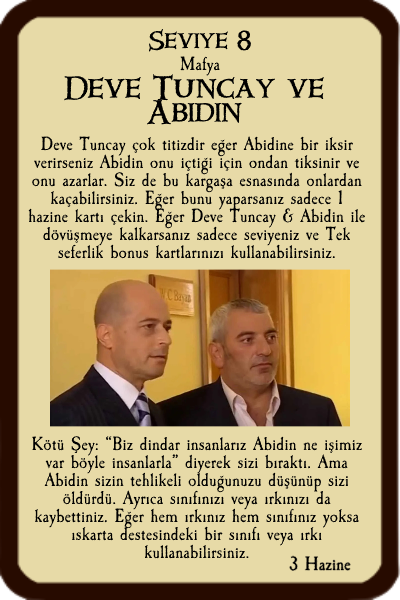 SEVIYE 8
Mafya
DEVE TUNCAY VE
ABIDIN
Deve Tuncay çok titizdir eğer Abidine bir iksir
verirseniz Abidin onu içtiği için ondan tiksinir ve
onu azarlar. Siz de bu kargaşa esnasında onlardan
kaçabilirsiniz. Eğer bunu yaparsanız sadece 1
hazine kartı çekin. Eğer Deve Tuncay & Abidin ile
dövüşmeye kalkarsanız sadece seviyeniz ve Tek
seferlik bonus kartlarınızı kullanabilirsiniz.
WC Bayan
Kötü Şey: “Biz dindar insanlarız Abidin ne işimiz
var böyle insanlarla” diyerek sizi bıraktı. Ama
Abidin sizin tehlikeli olduğunuzu düşünüp sizi
öldürdü. Ayrıca sınıfınızı veya ırkınızı da
kaybettiniz. Eğer hem ırkınız hem sınıfınız yoksa
ıskarta destesindeki bir sınıfı veya ırkı
kullanabilirsiniz.
3 Hazine